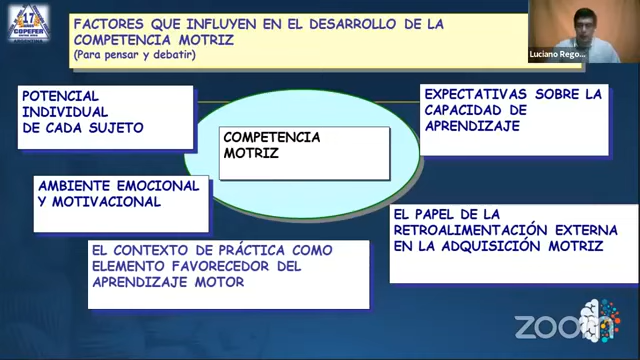 17
COPEFER
FACTORES QUE INFLUYEN EN EL DESARROLLO DE LA
COMPETENCIA MOTRIZ
(Para pensar y debatir)
Luciano Rego...
POTENCIAL
INDIVIDUAL
DE CADA SUJETO
EXPECTATIVAS SOBRE LA
CAPACIDAD DE
APRENDIZAJE
COMPETENCIA
MOTRIZ
AMBIENTE EMOCIONAL
Y MOTIVACIONAL
EL PAPEL DE LA
RETROALIMENTACIÓN EXTERNA
EN LA ADQUISICIÓN MOTRIZ
EL CONTEXTO DE PRÁCTICA COMO
ELEMENTO FAVORECEDOR DEL
APRENDIZAJE MOTOR
zoom